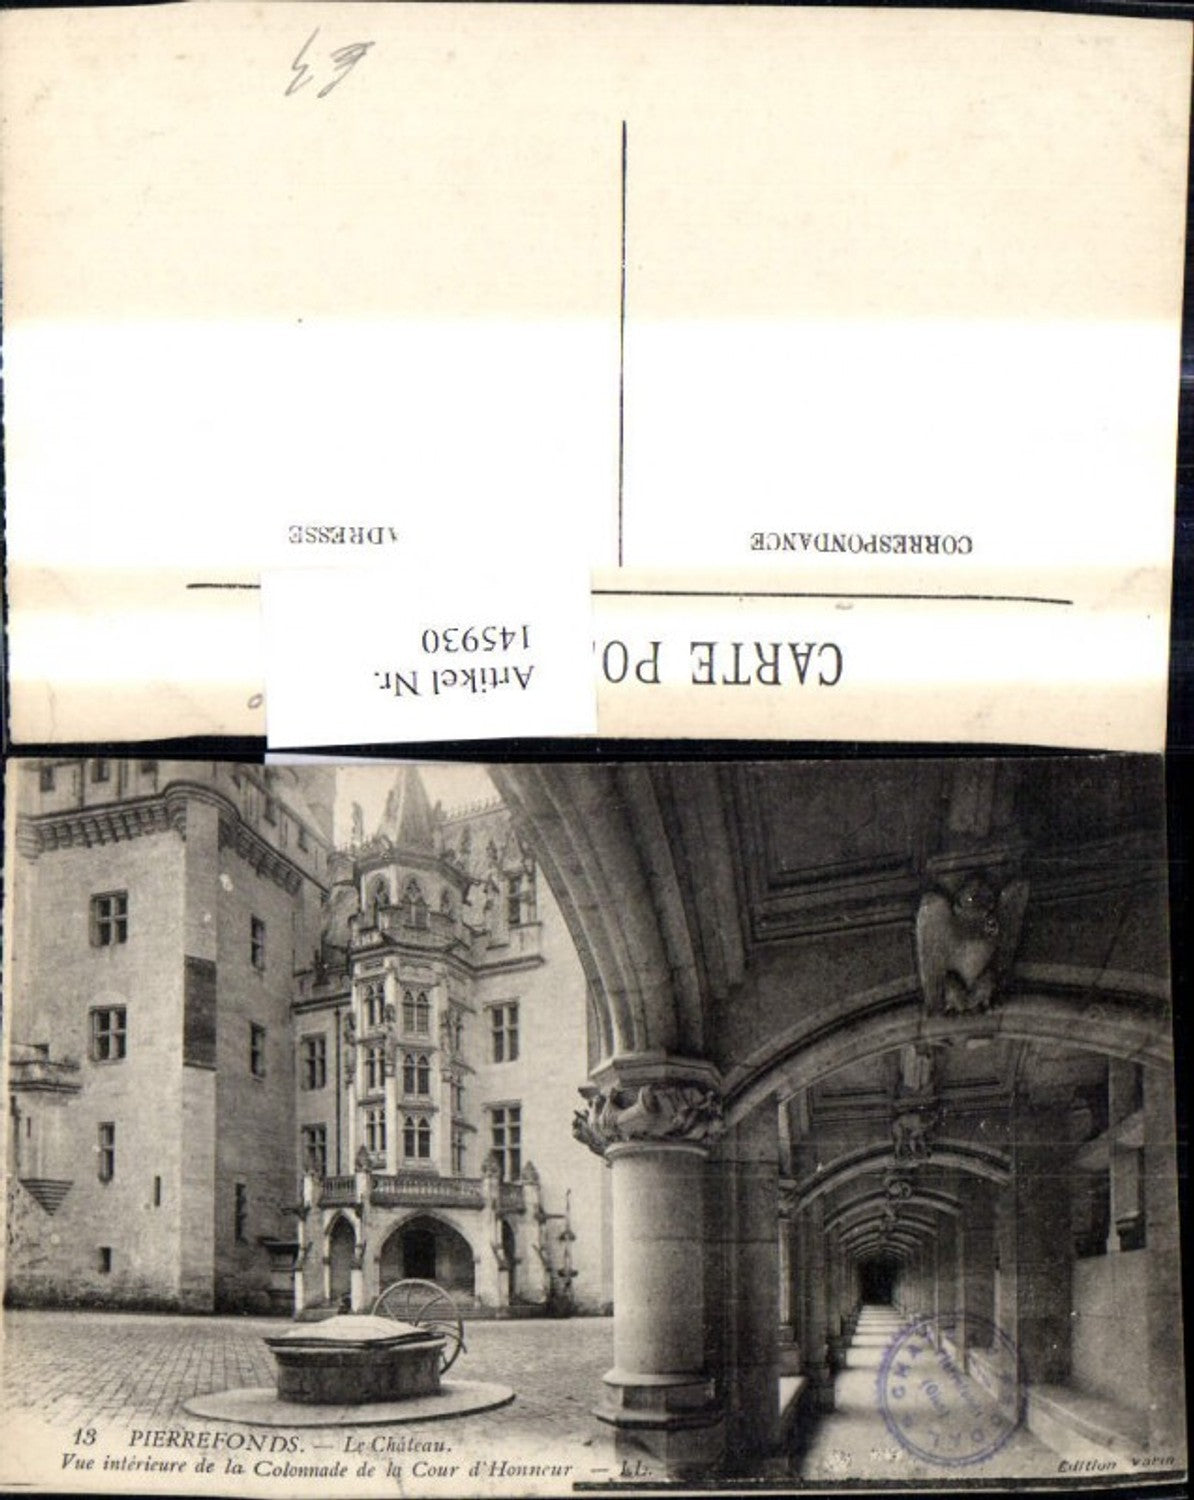 CARTE PO
CORRESPONDANCE
ADRESSE
Artikel Nr.
145930
13 PIERREFONDS. — Le Château.
Vue intérieure de la Colonnade de la Cour d'Honneur — LL.
Edition Varin